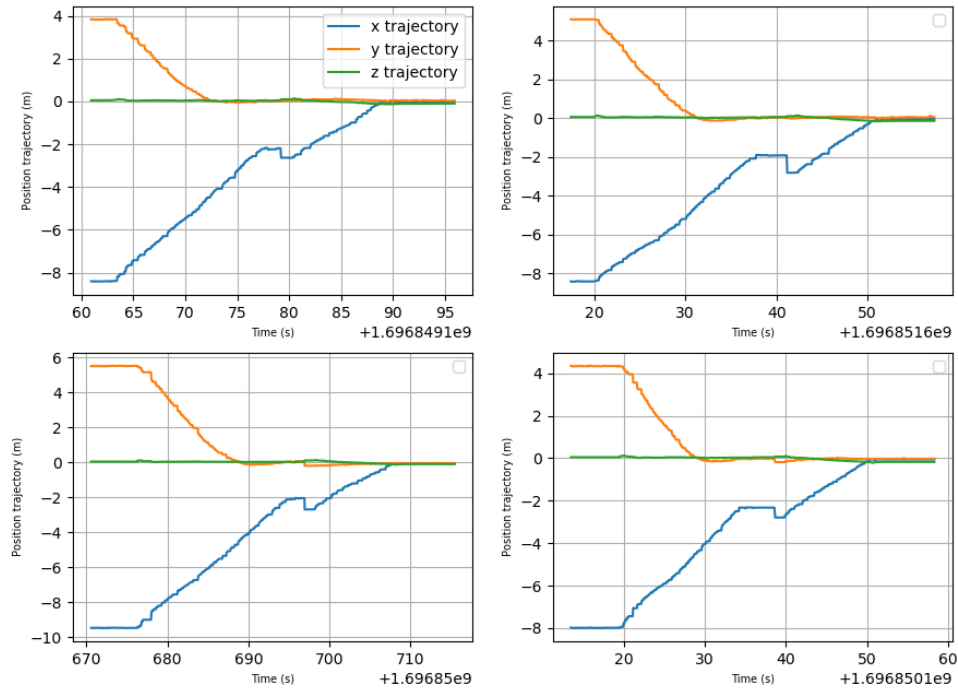 x trajectory
y trajectory
z trajectory
Position trajectory (m)
4
2
0
−2
−4
−6
−8
60 65 70 75 80 85 90 95
Time (s)
+1.6968491e9
Position trajectory (m)
4
2
0
−2
−4
−6
−8
20 30 40 50
Time (s)
+1.6968516e9
Position trajectory (m)
6
4
2
0
−2
−4
−6
−8
−10
670 680 690 700 710
Time (s)
+1.69685e9
Position trajectory (m)
4
2
0
−2
−4
−6
−8
20 30 40 50 60
Time (s)
+1.6968501e9